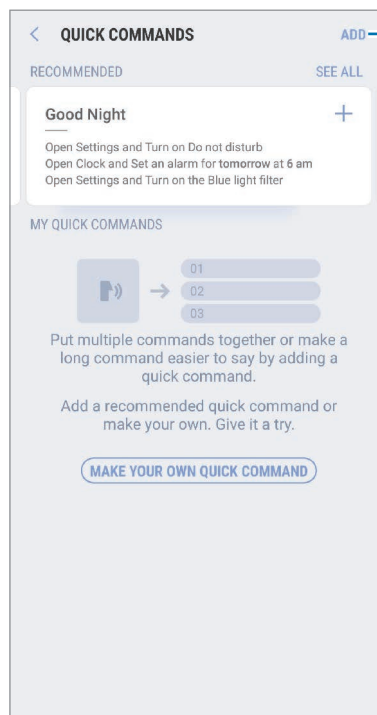 QUICK COMMANDS ADD
RECOMMENDED SEE ALL
Good Night
Open Settings and Turn on Do not disturb
Open Clock and Set an alarm for tomorrow at 6 am
Open Settings and Turn on the Blue light filter
MY QUICK COMMANDS
01
02
03
Put multiple commands together or make a
long command easier to say by adding a
quick command.
Add a recommended quick command or
make your own. Give it a try.
MAKE YOUR OWN QUICK COMMAND